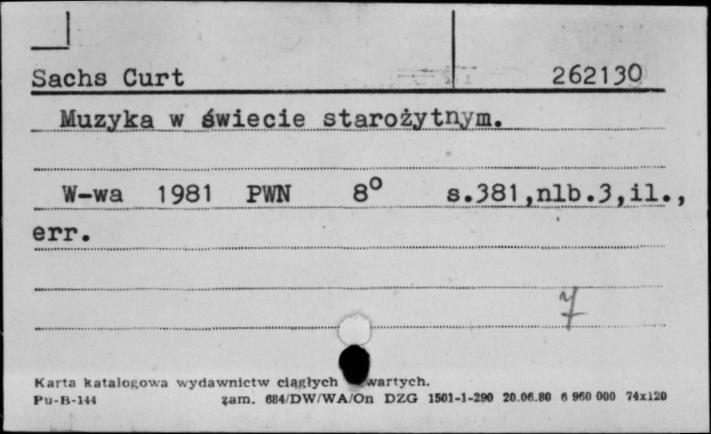 Sachs Curt 262130
Muzyka w świecie starożytnym.
W-wa 1981 PWN 8° s.381,nlb.3,il.,
err.
7
Karta katalogowa wydawnictw ciągłych wartych.
Pu-B-144 zam. 684/DW/WA/On DZG 1501-1-290 20.06.80 6 960 000 74x120